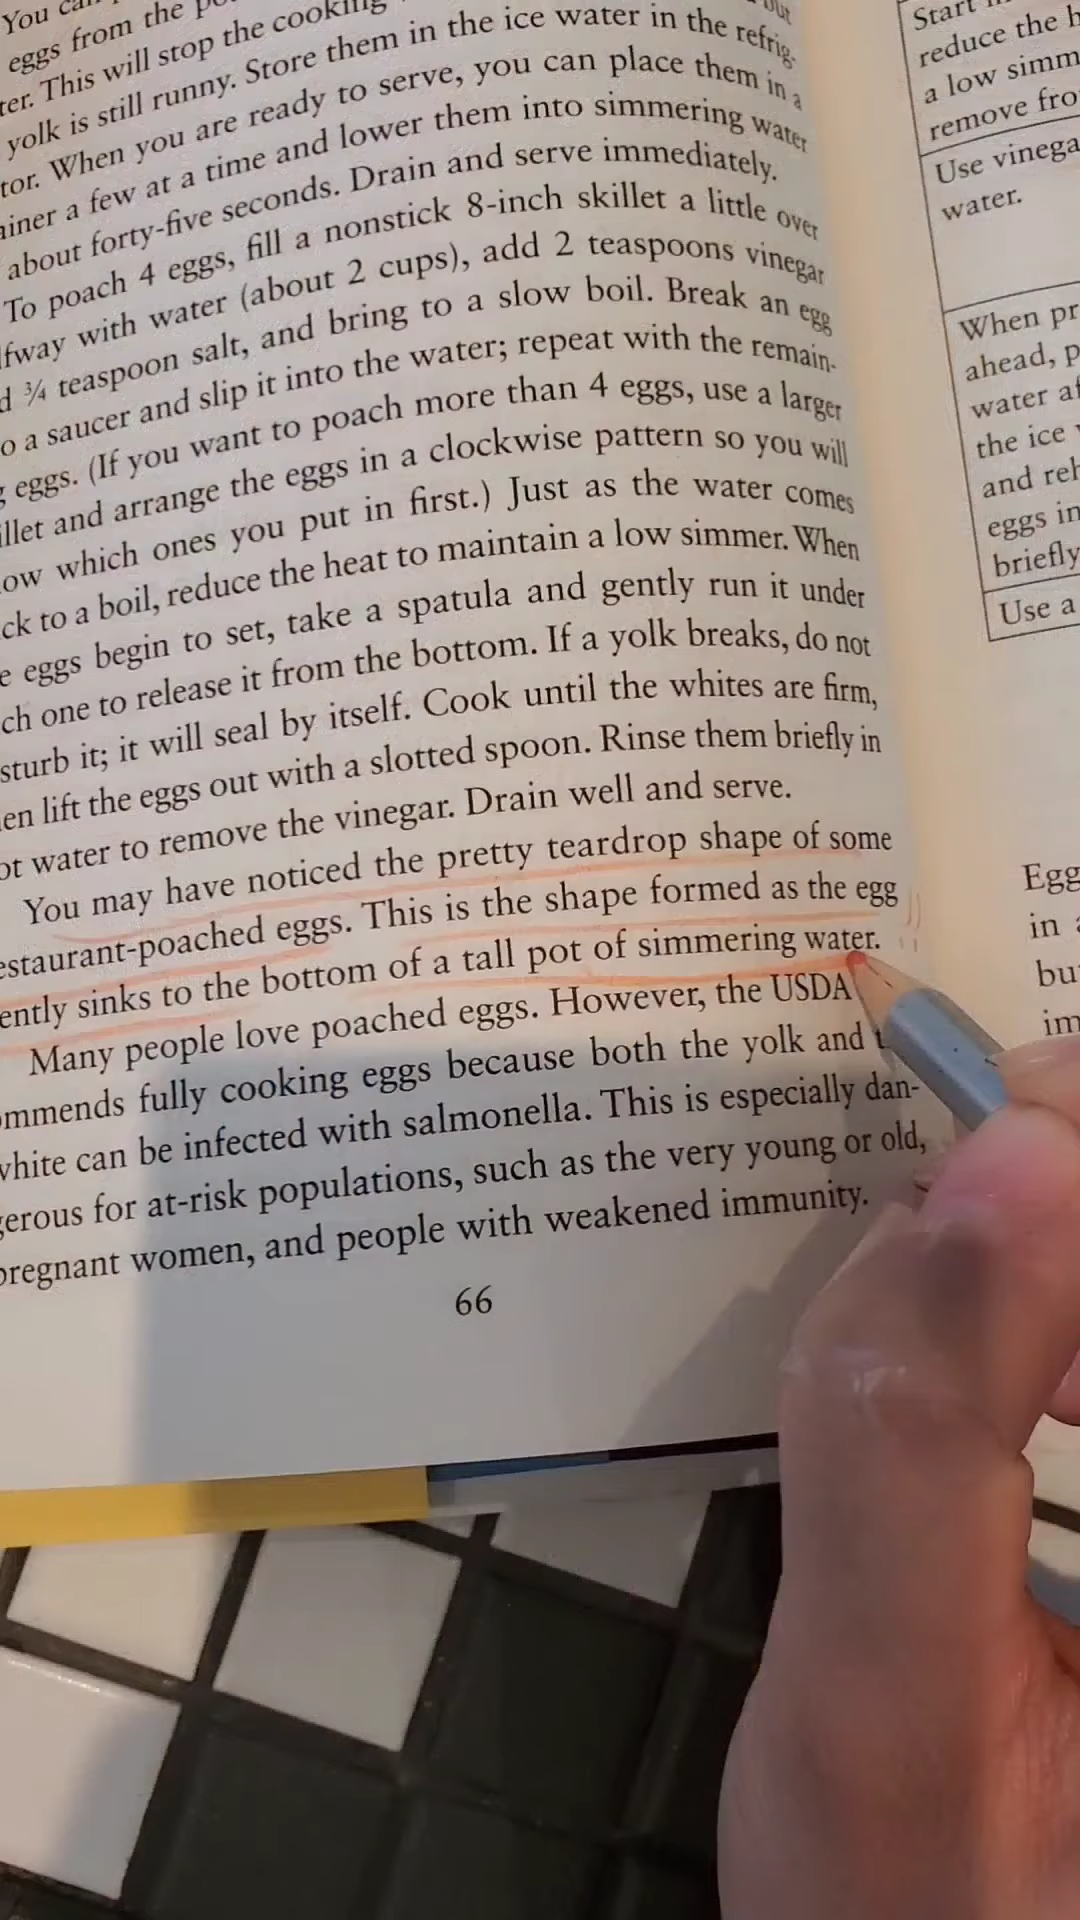 You can
eggs from the
ter. This will stop the cooking
yolk is still runny. Store them in the ice water in the refrig-
tor. When you are ready to serve, you can place them in a
ainer a few at a time and lower them into simmering water
about forty-five seconds. Drain and serve immediately.
To poach 4 eggs, fill a nonstick 8-inch skillet a little over
lfway with water (about 2 cups), add 2 teaspoons vinegar
d ¾ teaspoon salt, and bring to a slow boil. Break an egg
o a saucer and slip it into the water; repeat with the remain-
g eggs. (If you want to poach more than 4 eggs, use a larger
illet and arrange the eggs in a clockwise pattern so you will
ow which ones you put in first.) Just as the water comes
ck to a boil, reduce the heat to maintain a low simmer. When
e eggs begin to set, take a spatula and gently run it under
ch one to release it from the bottom. If a yolk breaks, do not
sturb it; it will seal by itself. Cook until the whites are firm,
en lift the eggs out with a slotted spoon. Rinse them briefly in
ot water to remove the vinegar. Drain well and serve.
You may have noticed the pretty teardrop shape of some
estaurant-poached eggs. This is the shape formed as the egg
ently sinks to the bottom of a tall pot of simmering water.
Many people love poached eggs. However, the USDA
ommends fully cooking eggs because both the yolk and t
white can be infected with salmonella. This is especially dan-
gerous for at-risk populations, such as the very young or old,
pregnant women, and people with weakened immunity.
66
Start
reduce the h
a low simm
remove fro
Use vinega
water.
When pr
ahead, p
water af
the ice
and reh
eggs in
briefly
Use a
Egg
in
bu
im